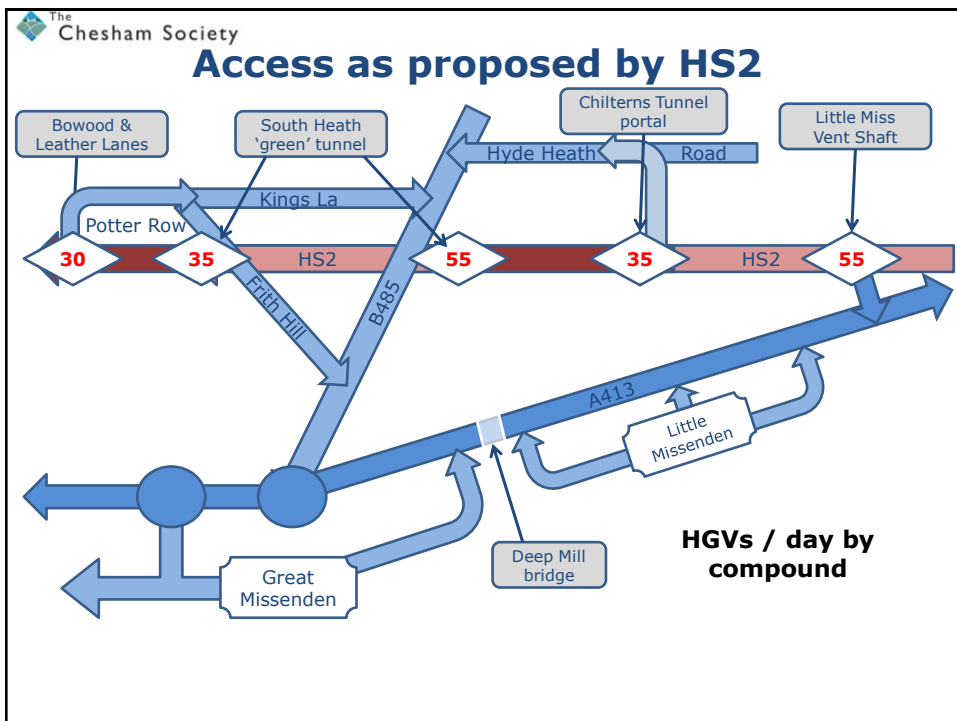 The
Chesham Society
Access as proposed by HS2
Bowood &
Leather Lanes
South Heath
‘green’ tunnel
Chilterns Tunnel
portal
Little Miss
Vent Shaft
Hyde Heath
Road
Kings La
Potter Row
30
35
HS2
55
35
HS2
55
Frith Hill
B485
A413
Little
Missenden
Deep Mill
bridge
HGVs / day by
compound
Great
Missenden